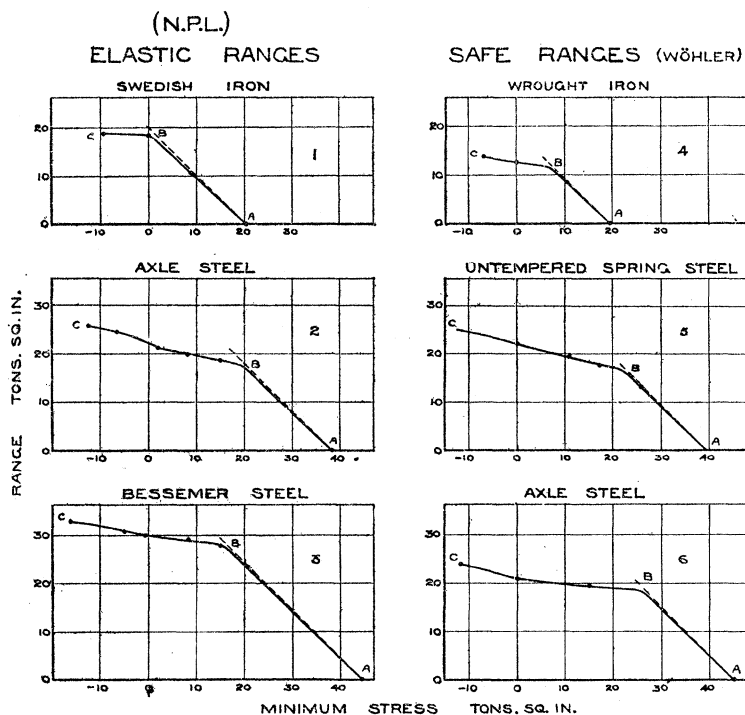 (N.P.L.)
ELASTIC RANGES
SAFE RANGES (WÖHLER)
SWEDISH IRON
20
10
0
C
B
A
1
-10 0 10 20 30
WROUGHT IRON
20
10
0
C
B
A
4
-10 0 10 20 30
AXLE STEEL
30
20
10
0
C
B
A
2
-10 0 10 20 30 40
UNTEMPERED SPRING STEEL
30
20
10
0
C
B
A
5
-10 0 10 20 30 40
BESSEMER STEEL
30
20
10
0
C
B
A
3
-10 0 10 20 30 40
AXLE STEEL
30
20
10
0
C
B
A
6
-10 0 10 20 30 40
RANGE TONS. SQ. IN.
MINIMUM STRESS TONS. SQ. IN.